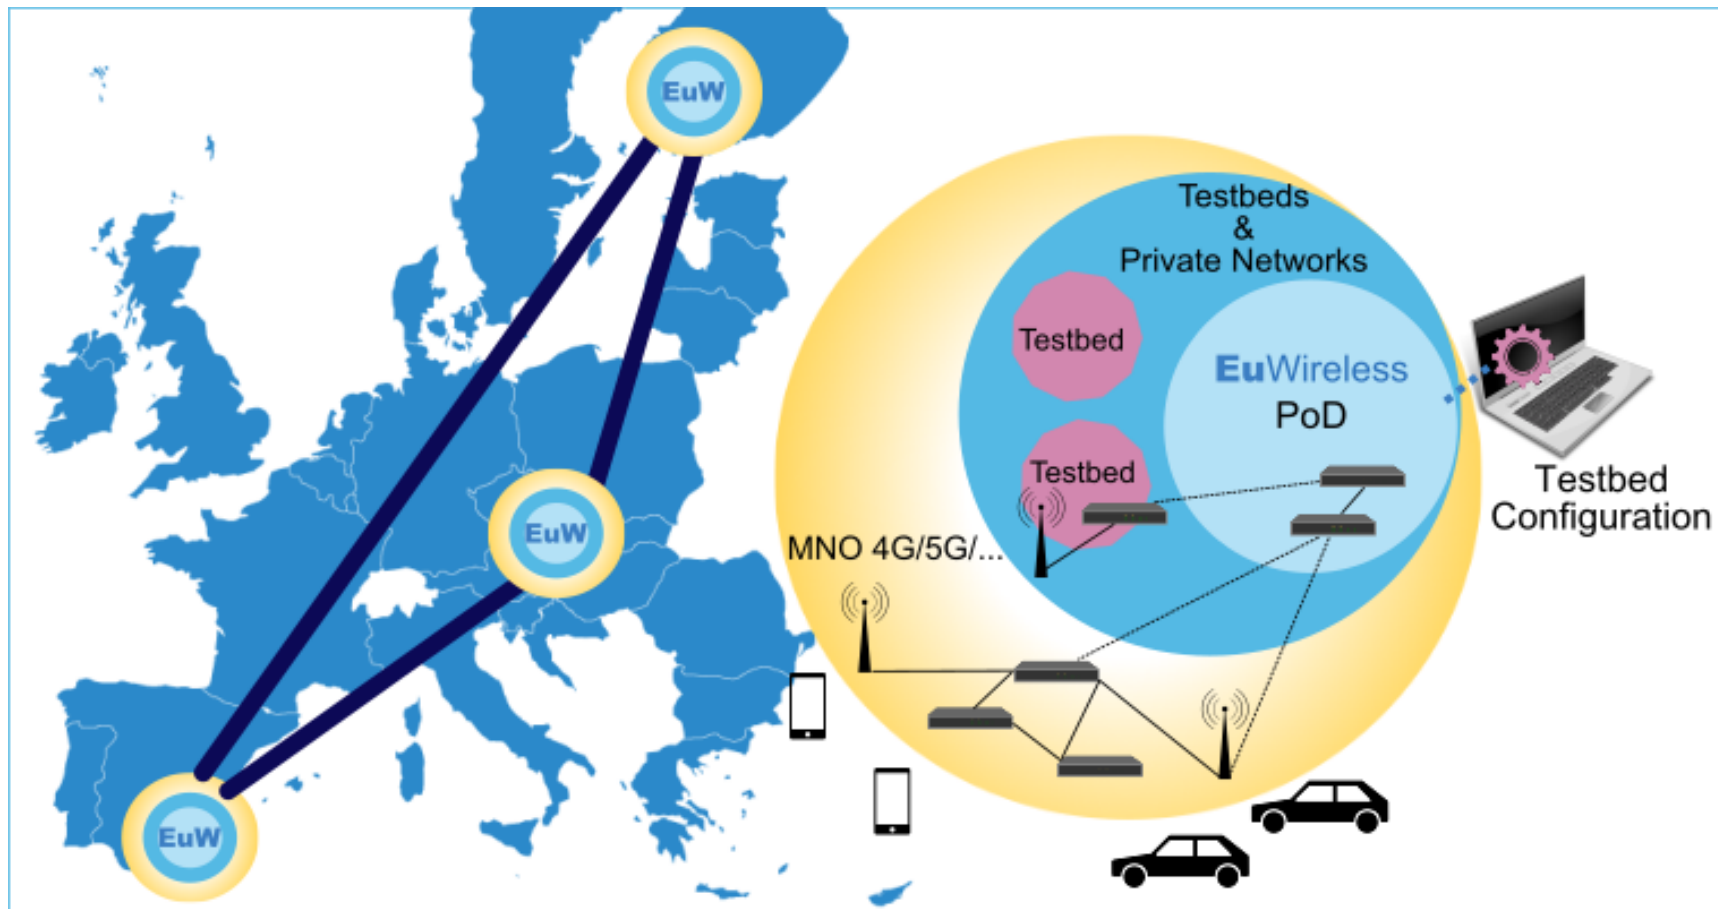 EuW
EuW
EuW
Testbeds
&
Private Networks
Testbed
Testbed
EuWireless
PoD
MNO 4G/5G/...
Testbed
Configuration